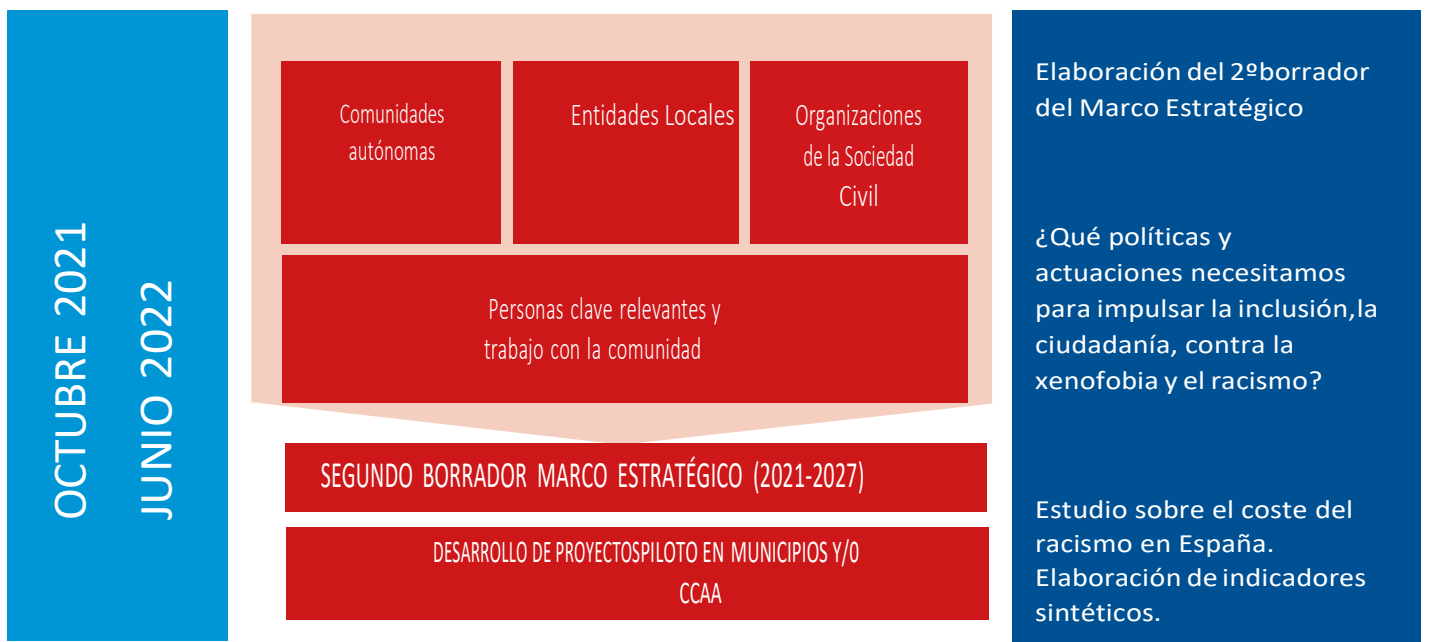 OCTUBRE 2021
JUNIO 2022
Comunidades
autónomas
Entidades Locales
Organizaciones
de la Sociedad
Civil
Personas clave relevantes y
trabajo con la comunidad
SEGUNDO BORRADOR MARCO ESTRATÉGICO (2021-2027)
DESARROLLO DE PROYECTOSPILOTO EN MUNICIPIOS Y/0
CCAA
Elaboración del 2ºborrador
del Marco Estratégico
¿Qué políticas y
actuaciones necesitamos
para impulsar la inclusión,la
ciudadanía, contra la
xenofobia y el racismo?
Estudio sobre el coste del
racismo en España.
Elaboración de indicadores
sintéticos.